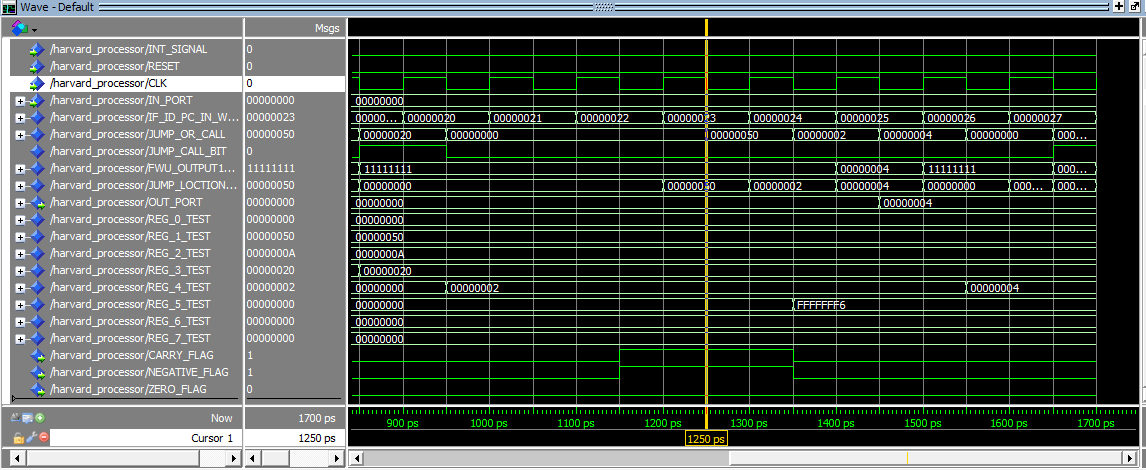 Wave - Default
Msgs
/harvard_processor/INT_SIGNAL 0
/harvard_processor/RESET 0
/harvard_processor/CLK 0
/harvard_processor/IN_PORT 00000000 00000000
/harvard_processor/IF_ID_PC_IN_W... 00000023 00000... 00000020 00000021 00000022 00000023 00000024 00000025 00000026 00000027
/harvard_processor/JUMP_OR_CALL 00000050 00000020 00000000 00000050 00000002 00000004 00000000 000...
/harvard_processor/JUMP_CALL_BIT 0
/harvard_processor/FWU_OUTPUT1... 11111111 11111111 00000004 11111111 000...
/harvard_processor/JUMP_LOCTION... 00000050 00000000 00000002 00000004 00000000 000... 000...
/harvard_processor/OUT_PORT 00000000 00000000 00000004
/harvard_processor/REG_0_TEST 00000000 00000000
/harvard_processor/REG_1_TEST 00000050 00000050
/harvard_processor/REG_2_TEST 0000000A 0000000A
/harvard_processor/REG_3_TEST 00000020 00000020
/harvard_processor/REG_4_TEST 00000002 00000000 00000002 00000004
/harvard_processor/REG_5_TEST 00000000 00000000 FFFFFFF6
/harvard_processor/REG_6_TEST 00000000 00000000
/harvard_processor/REG_7_TEST 00000000 00000000
/harvard_processor/CARRY_FLAG 1
/harvard_processor/NEGATIVE_FLAG 1
/harvard_processor/ZERO_FLAG 0
Now 1700 ps 900 ps 1000 ps 1100 ps 1200 ps 1300 ps 1400 ps 1500 ps 1600 ps 1700 ps
Cursor 1 1250 ps 1250 ps